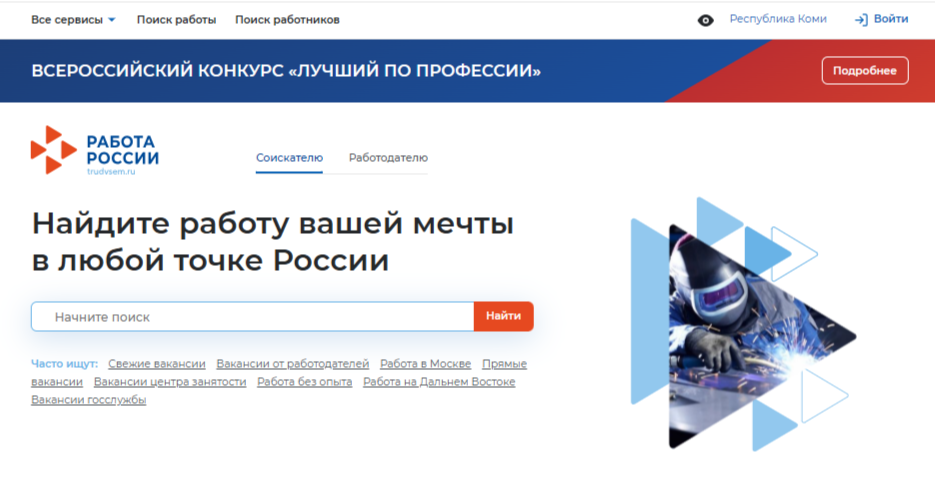 Все сервисы Поиск работы Поиск работников Республика Коми Войти
ВСЕРОССИЙСКИЙ КОНКУРС «ЛУЧШИЙ ПО ПРОФЕССИИ» Подробнее
РАБОТА
РОССИИ
trudvsem.ru
Соискателю Работодателю
Найдите работу вашей мечты
в любой точке России
Начните поиск Найти
Часто ищут: Свежие вакансии Вакансии от работодателей Работа в Москве Прямые
вакансии Вакансии центра занятости Работа без опыта Работа на Дальнем Востоке
Вакансии госслужбы